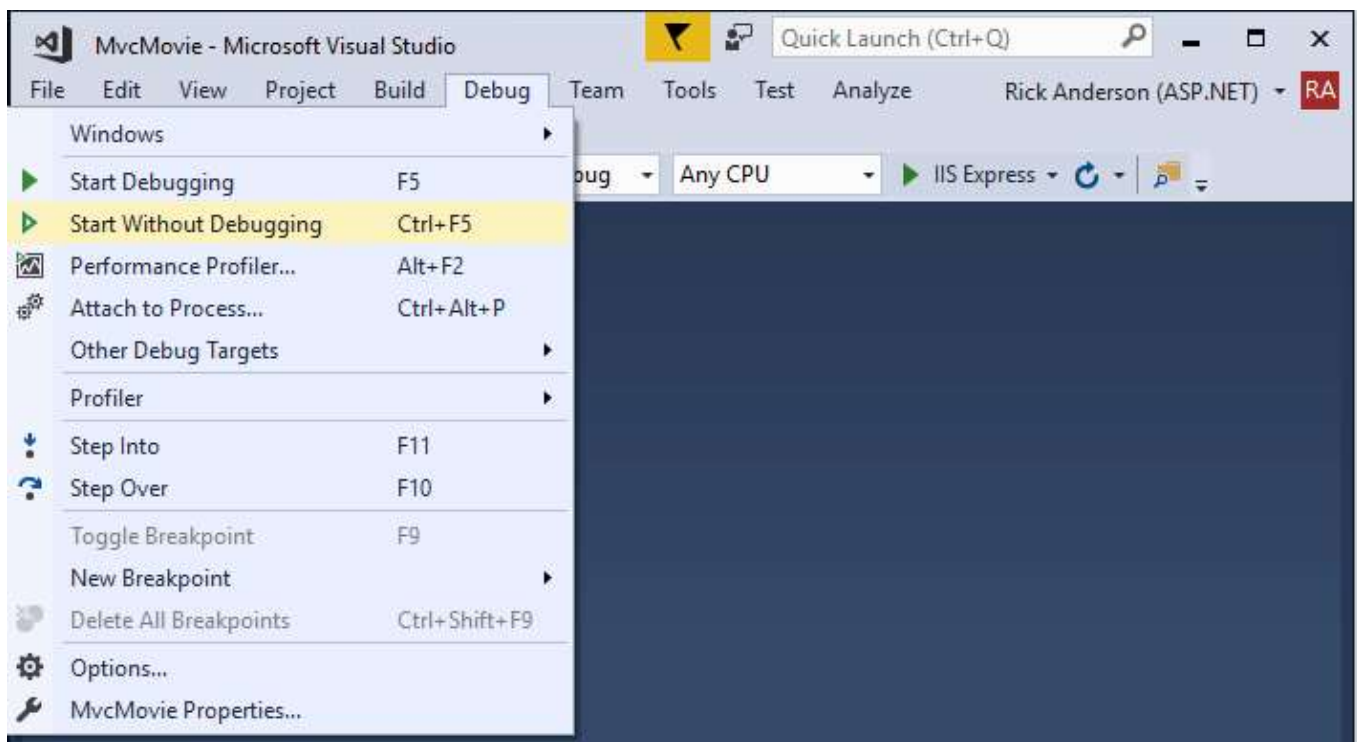 MvcMovie - Microsoft Visual Studio
Quick Launch (Ctrl+Q)
File Edit View Project Build Debug Team Tools Test Analyze Rick Anderson (ASP.NET) RA
Windows
Start Debugging F5
Any CPU IIS Express
Start Without Debugging Ctrl+F5
Performance Profiler... Alt+F2
Attach to Process... Ctrl+Alt+P
Other Debug Targets
Profiler
Step Into F11
Step Over F10
Toggle Breakpoint F9
New Breakpoint
Delete All Breakpoints Ctrl+Shift+F9
Options...
MvcMovie Properties...